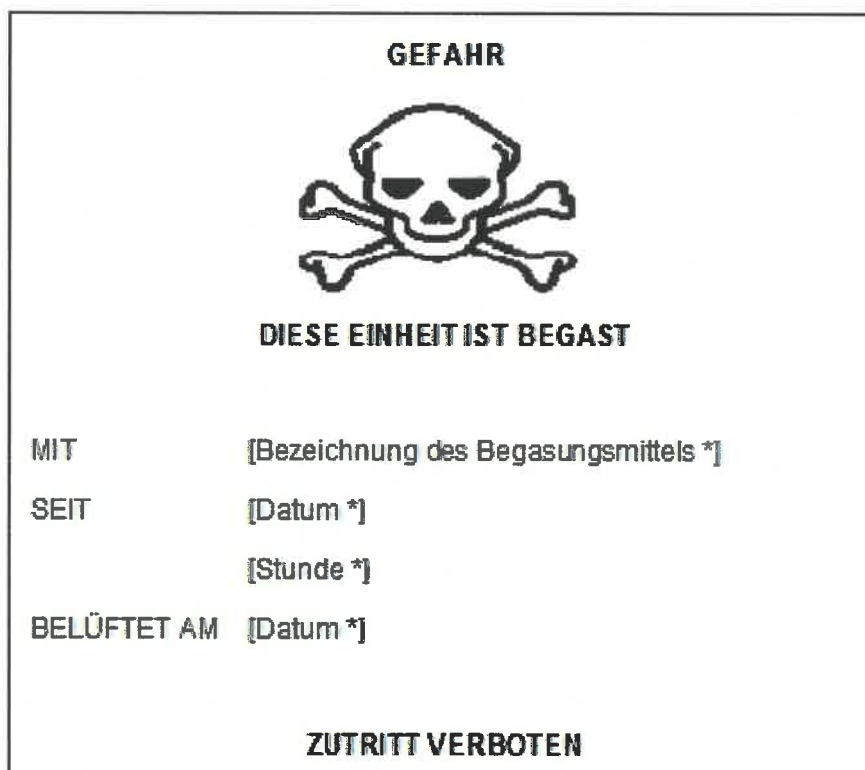 GEFAHR
DIESE EINHEIT IST BEGAST
MIT [Bezeichnung des Begasungsmittels *]
SEIT [Datum *]
[Stunde *]
BELÜFTET AM [Datum *]
ZUTRITT VERBOTEN